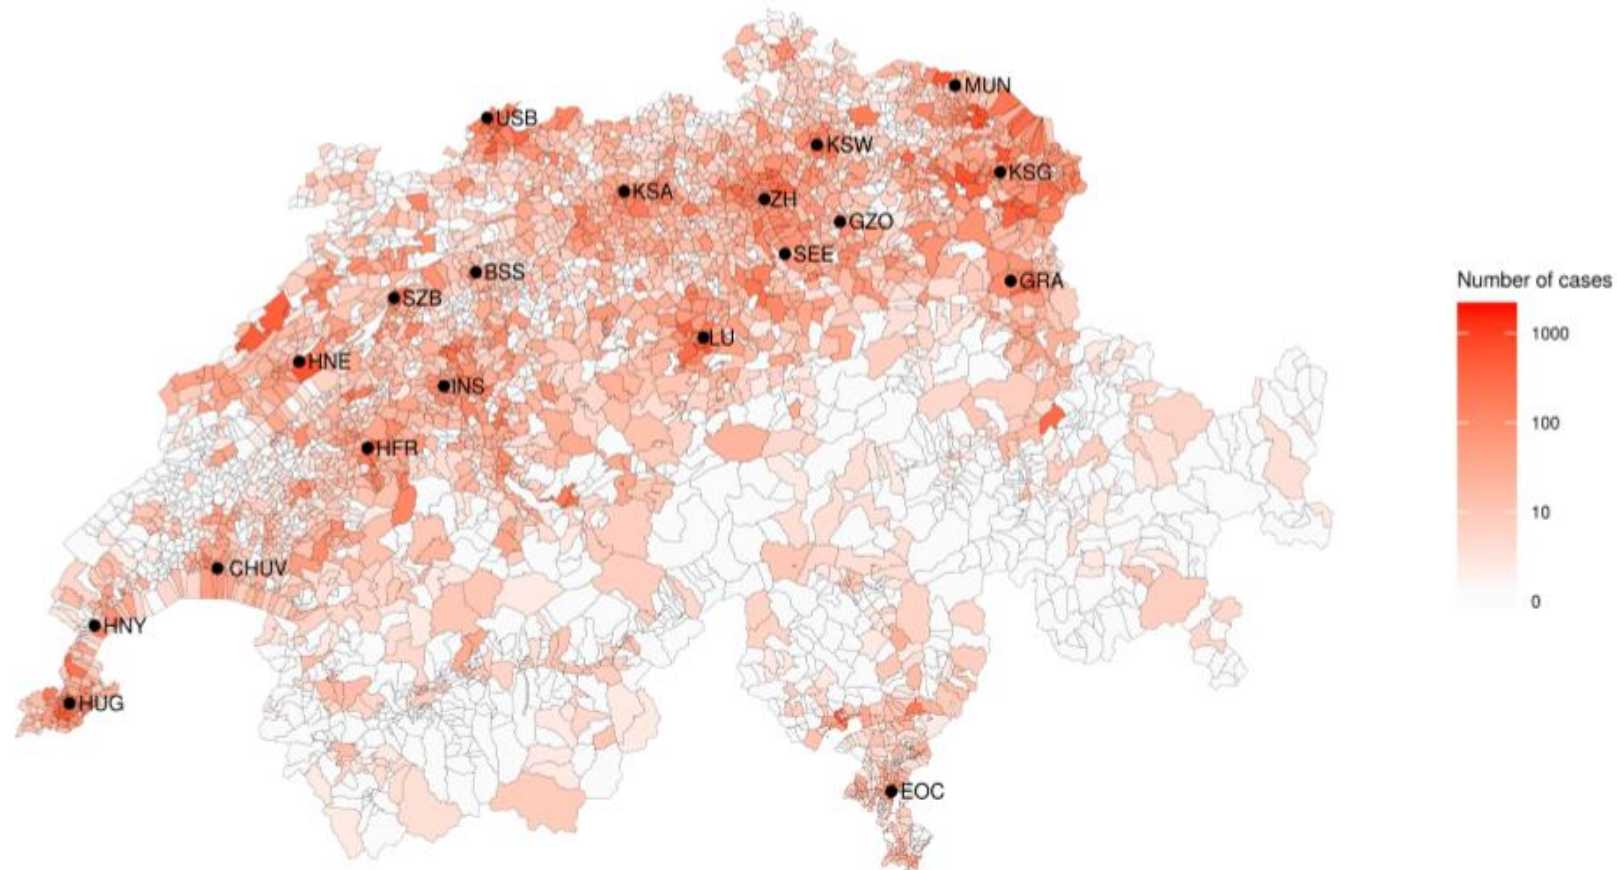 MUN
USB
KSW
KSG
KSA
ZH
GZO
SEE
BSS
GRA
Number of cases
SZB
1000
LU
HNE
INS
100
HFR
10
CHUV
0
HNY
HUG
EOC